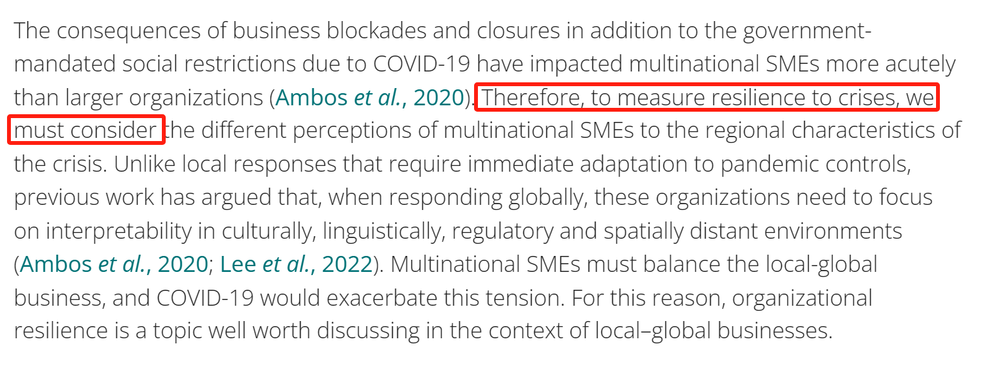 The consequences of business blockades and closures in addition to the government-
mandated social restrictions due to COVID-19 have impacted multinational SMEs more acutely
than larger organizations (Ambos et al., 2020). Therefore, to measure resilience to crises, we
must consider the different perceptions of multinational SMEs to the regional characteristics of
the crisis. Unlike local responses that require immediate adaptation to pandemic controls,
previous work has argued that, when responding globally, these organizations need to focus
on interpretability in culturally, linguistically, regulatory and spatially distant environments
(Ambos et al., 2020; Lee et al., 2022). Multinational SMEs must balance the local-global
business, and COVID-19 would exacerbate this tension. For this reason, organizational
resilience is a topic well worth discussing in the context of local–global businesses.